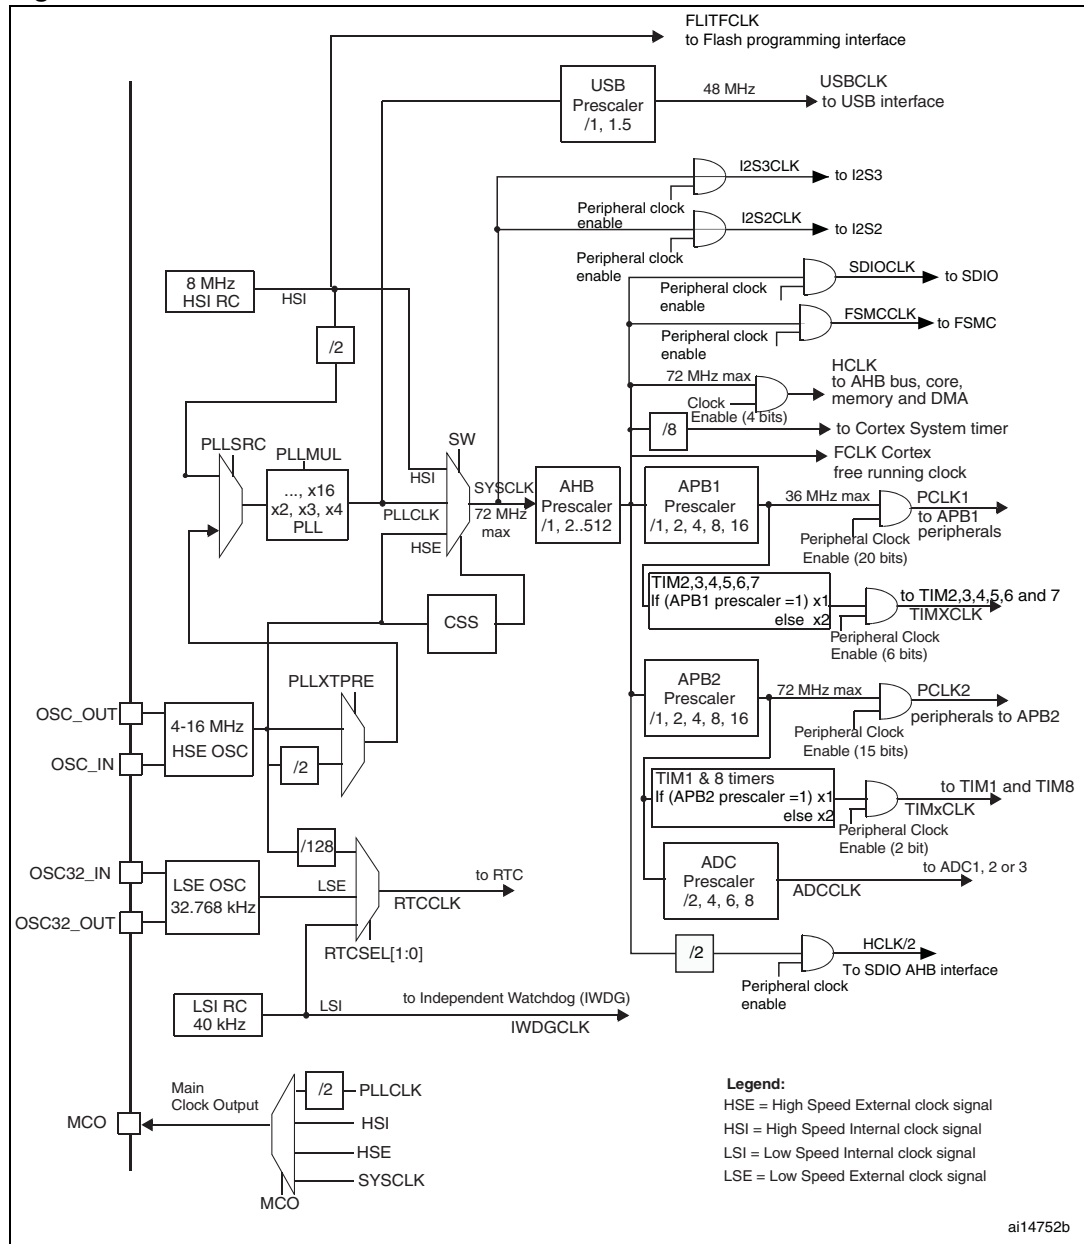 FLITFCLK
to Flash programming interface
USB
Prescaler
/1, 1.5
48 MHz
USBCLK
to USB interface
I2S3CLK
to I2S3
Peripheral clock
enable
I2S2CLK
to I2S2
Peripheral clock
enable
8 MHz
HSI RC
HSI
SDIOCLK
to SDIO
Peripheral clock
enable
FSMCCLK
to FSMC
Peripheral clock
enable
/2
HCLK
to AHB bus, core,
memory and DMA
72 MHz max
Clock
Enable (4 bits)
/8
to Cortex System timer
FCLK Cortex
free running clock
PLLSRC
PLLMUL
..., x16
x2, x3, x4
PLL
SW
HSI
PLLCLK
HSE
SYSCLK
72 MHz
max
AHB
Prescaler
/1, 2..512
APB1
Prescaler
/1, 2, 4, 8, 16
36 MHz max
PCLK1
to APB1
peripherals
Peripheral Clock
Enable (20 bits)
TIM2,3,4,5,6,7
If (APB1 prescaler =1) x1
else x2
to TIM2,3,4,5,6 and 7
TIMXCLK
Peripheral Clock
Enable (6 bits)
CSS
PLLXTPRE
OSC_OUT
OSC_IN
4-16 MHz
HSE OSC
/2
APB2
Prescaler
/1, 2, 4, 8, 16
72 MHz max
PCLK2
peripherals to APB2
Peripheral Clock
Enable (15 bits)
TIM1 & 8 timers
If (APB2 prescaler =1) x1
else x2
to TIM1 and TIM8
TIMxCLK
Peripheral Clock
Enable (2 bit)
/128
OSC32_IN
OSC32_OUT
LSE OSC
32.768 kHz
LSE
to RTC
RTCCLK
RTCSEL[1:0]
ADC
Prescaler
/2, 4, 6, 8
to ADC1, 2 or 3
ADCCLK
/2
HCLK/2
To SDIO AHB interface
Peripheral clock
enable
LSI RC
40 kHz
LSI
to Independent Watchdog (IWDG)
IWDGCLK
MCO
Main
Clock Output
/2
PLLCLK
HSI
HSE
SYSCLK
MCO
Legend:
HSE = High Speed External clock signal
HSI = High Speed Internal clock signal
LSI = Low Speed Internal clock signal
LSE = Low Speed External clock signal
ai14752b